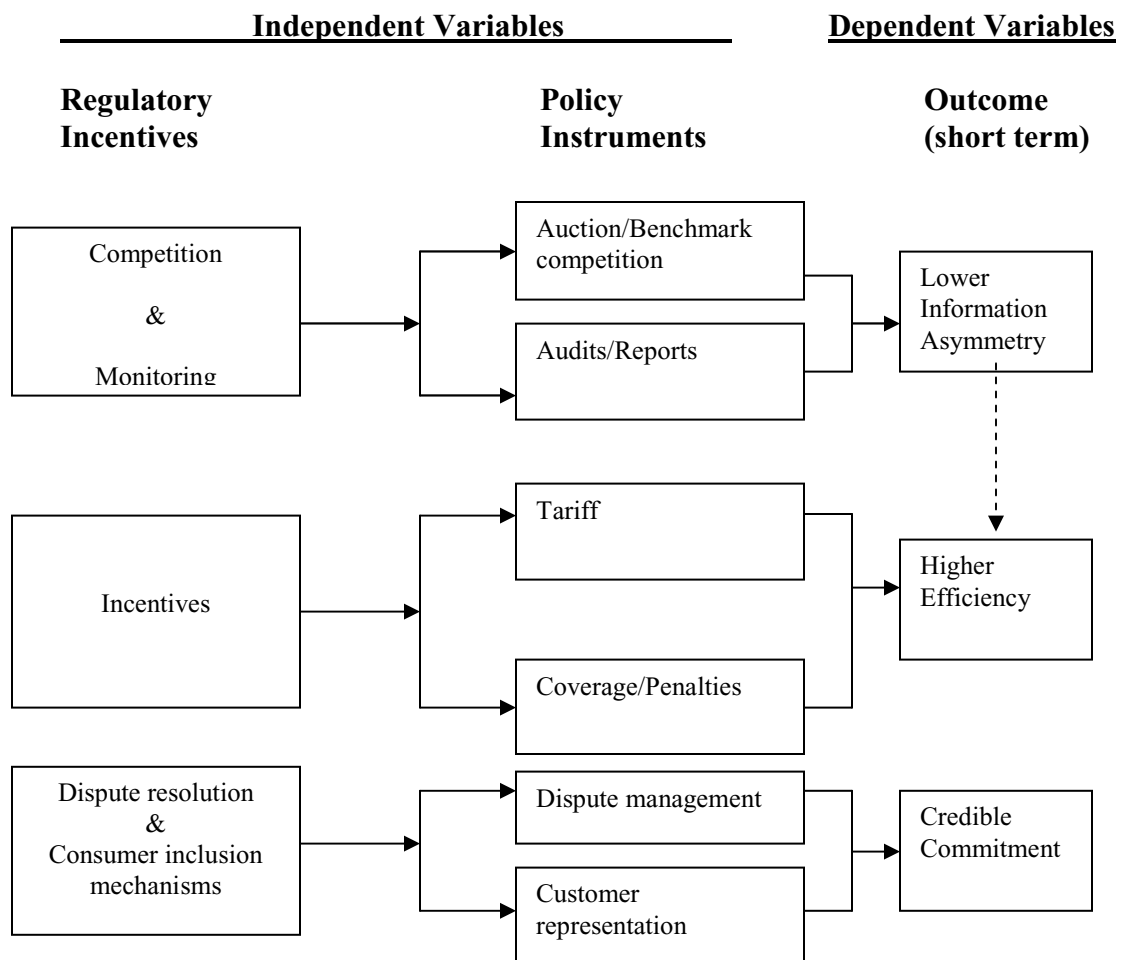 Independent Variables
Dependent Variables
Regulatory
Incentives
Policy
Instruments
Outcome
(short term)
Competition
&
Monitoring
Auction/Benchmark
competition
Audits/Reports
Lower
Information
Asymmetry
Incentives
Tariff
Coverage/Penalties
Higher
Efficiency
Dispute resolution
&
Consumer inclusion
mechanisms
Dispute management
Customer
representation
Credible
Commitment